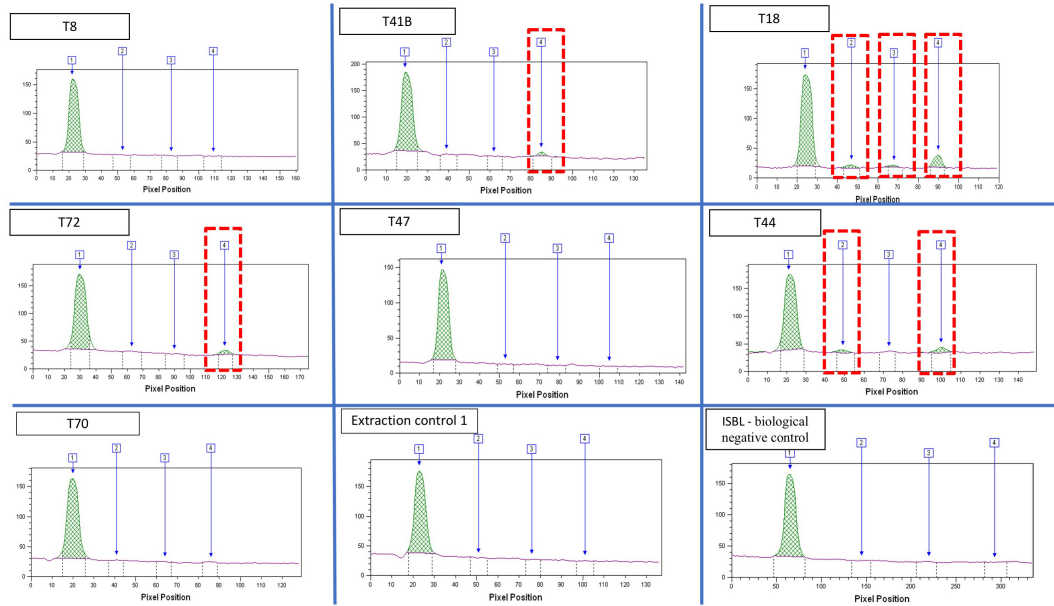 T8
1
2
3
4
150
100
50
0
0 10 20 30 40 50 60 70 80 90 100 110 120 130 140 150 160
Pixel Position
T41B
1
2
3
4
200
150
100
50
0
0 10 20 30 40 50 60 70 80 90 100 110 120 130
Pixel Position
T18
1
2
3
4
150
100
50
0
0 10 20 30 40 50 60 70 80 90 100 110 120
Pixel Position
T72
1
2
3
4
150
100
50
0
0 10 20 30 40 50 60 70 80 90 100 110 120 130 140 150 160 170
Pixel Position
T47
1
2
3
4
150
100
50
0
0 10 20 30 40 50 60 70 80 90 100 110 120 130 140
Pixel Position
T44
1
2
3
4
150
100
50
0
0 10 20 30 40 50 60 70 80 90 100 110 120 130 140
Pixel Position
T70
1
2
3
4
150
100
50
0
0 10 20 30 40 50 60 70 80 90 100 110 120
Pixel Position
Extraction control 1
1
2
3
4
150
100
50
0
0 10 20 30 40 50 60 70 80 90 100 110 120 130
Pixel Position
ISBL - biological
negative control
1
2
3
4
150
100
50
0
0 50 100 150 200 250 300
Pixel Position